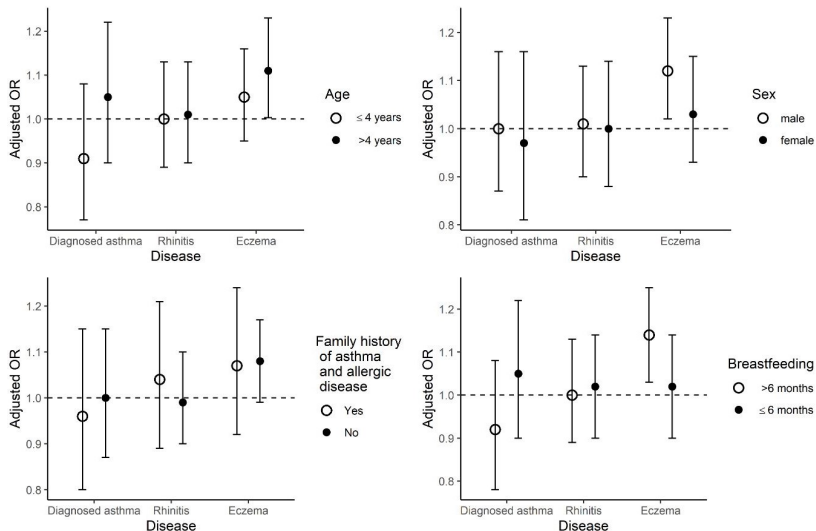 Adjusted OR
1.2
1.1
1.0
0.9
0.8
Diagnosed asthma Rhinitis Eczema
Disease
Age
≤ 4 years
>4 years
Adjusted OR
1.2
1.1
1.0
0.9
0.8
Diagnosed asthma Rhinitis Eczema
Disease
Sex
male
female
Adjusted OR
1.2
1.1
1.0
0.9
0.8
Diagnosed asthma Rhinitis Eczema
Disease
Family history
of asthma
and allergic
disease
Yes
No
Adjusted OR
1.2
1.1
1.0
0.9
0.8
Diagnosed asthma Rhinitis Eczema
Disease
Breastfeeding
>6 months
≤ 6 months